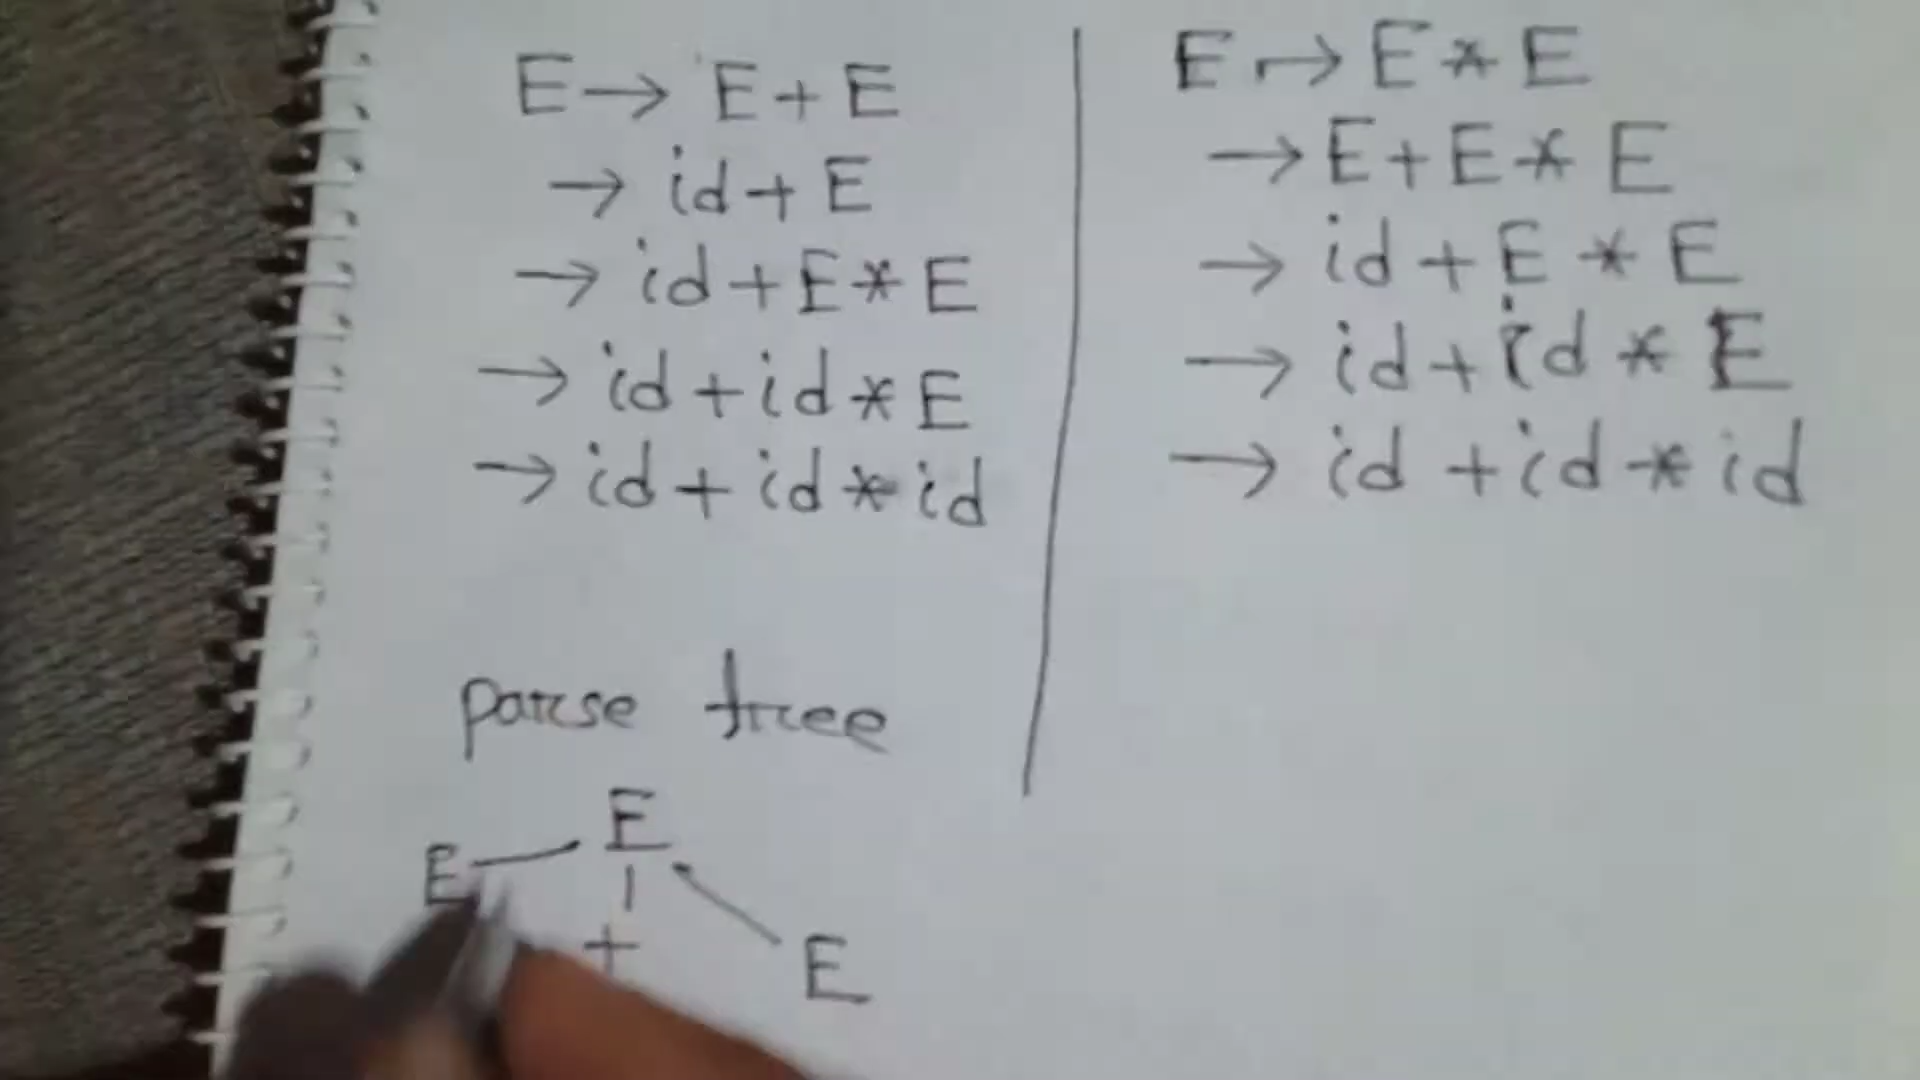 E → E + E
→ id + E
→ id + E * E
→ id + id * E
→ id + id * id
parse tree
E
E
+
E
E → E * E
→ E + E * E
→ id + E * E
→ id + id * E
→ id + id * id